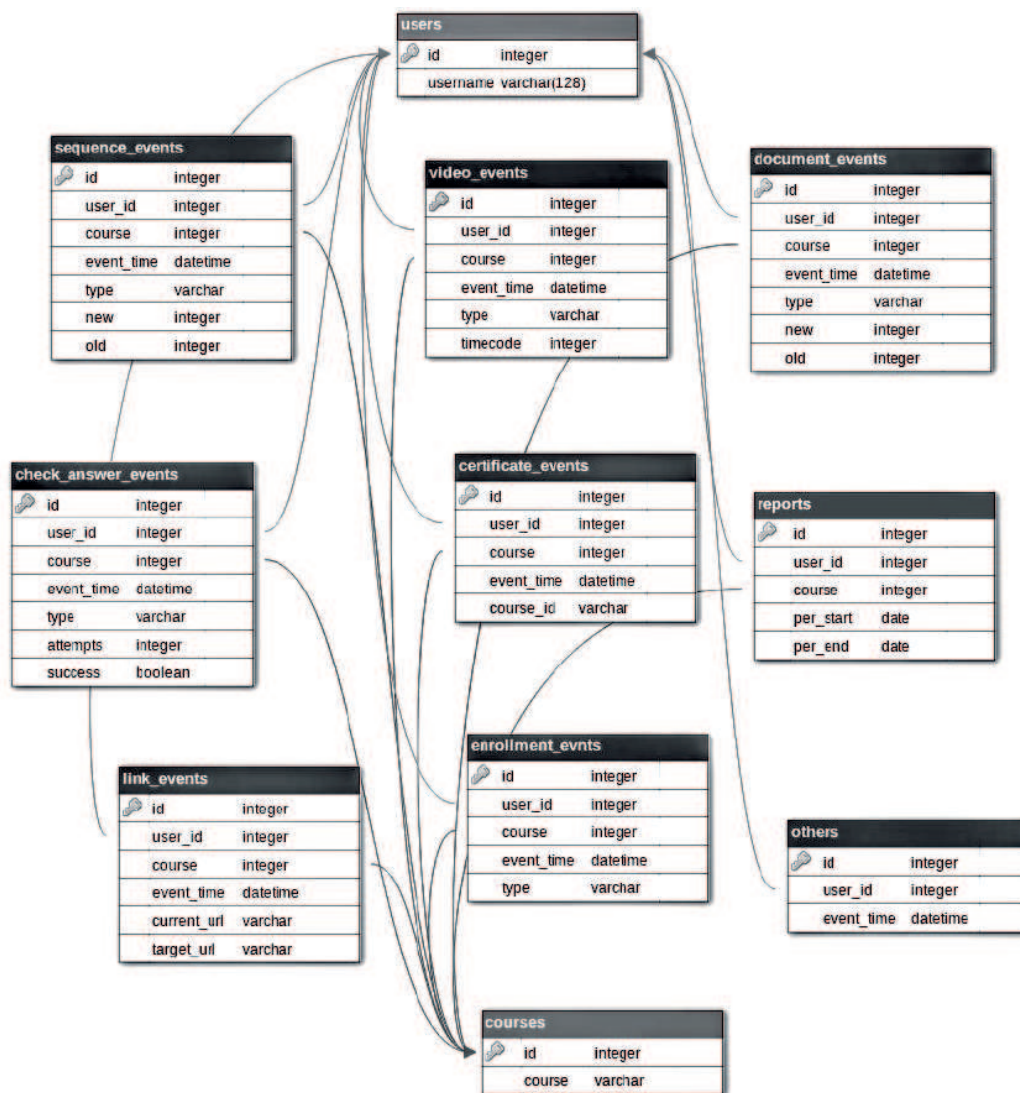 users
id integer
username varchar(128)
sequence_events
id integer
user_id integer
course integer
event_time datetime
type varchar
new integer
old integer
video_events
id integer
user_id integer
course integer
event_time datetime
type varchar
timecode integer
document_events
id integer
user_id integer
course integer
event_time datetime
type varchar
new integer
old integer
check_answer_events
id integer
user_id integer
course integer
event_time datetime
type varchar
attempts integer
success boolean
certificate_events
id integer
user_id integer
course integer
event_time datetime
course_id varchar
reports
id integer
user_id integer
course integer
per_start date
per_end date
link_events
id integer
user_id integer
course integer
event_time datetime
current_url varchar
target_url varchar
enrollment_evnts
id integer
user_id integer
course integer
event_time datetime
type varchar
others
id integer
user_id integer
event_time datetime
courses
id integer
course varchar